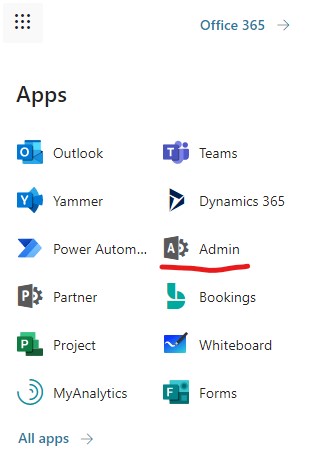 Office 365
Apps
Outlook Teams
Yammer Dynamics 365
Power Autom... Admin
Partner Bookings
Project Whiteboard
MyAnalytics Forms
All apps